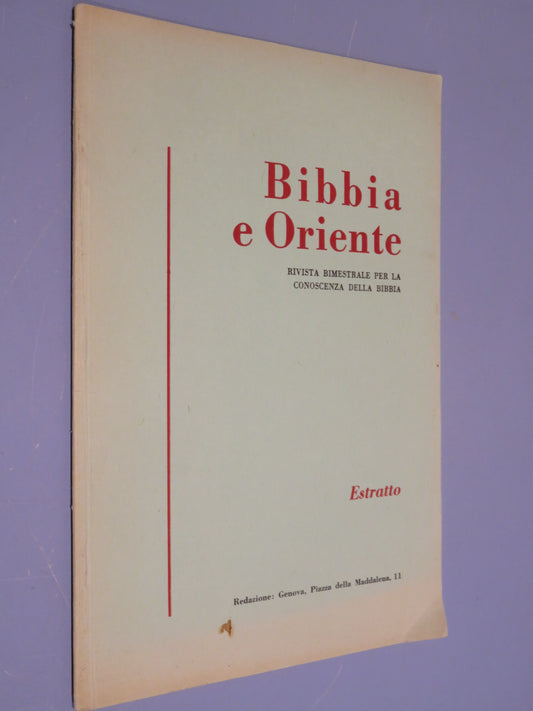 Bibbia
e Oriente
RIVISTA BIMESTRALE PER LA
CONOSCENZA DELLA BIBBIA
Estratto
Redazione: Genova, Piazza della Maddalena, 11